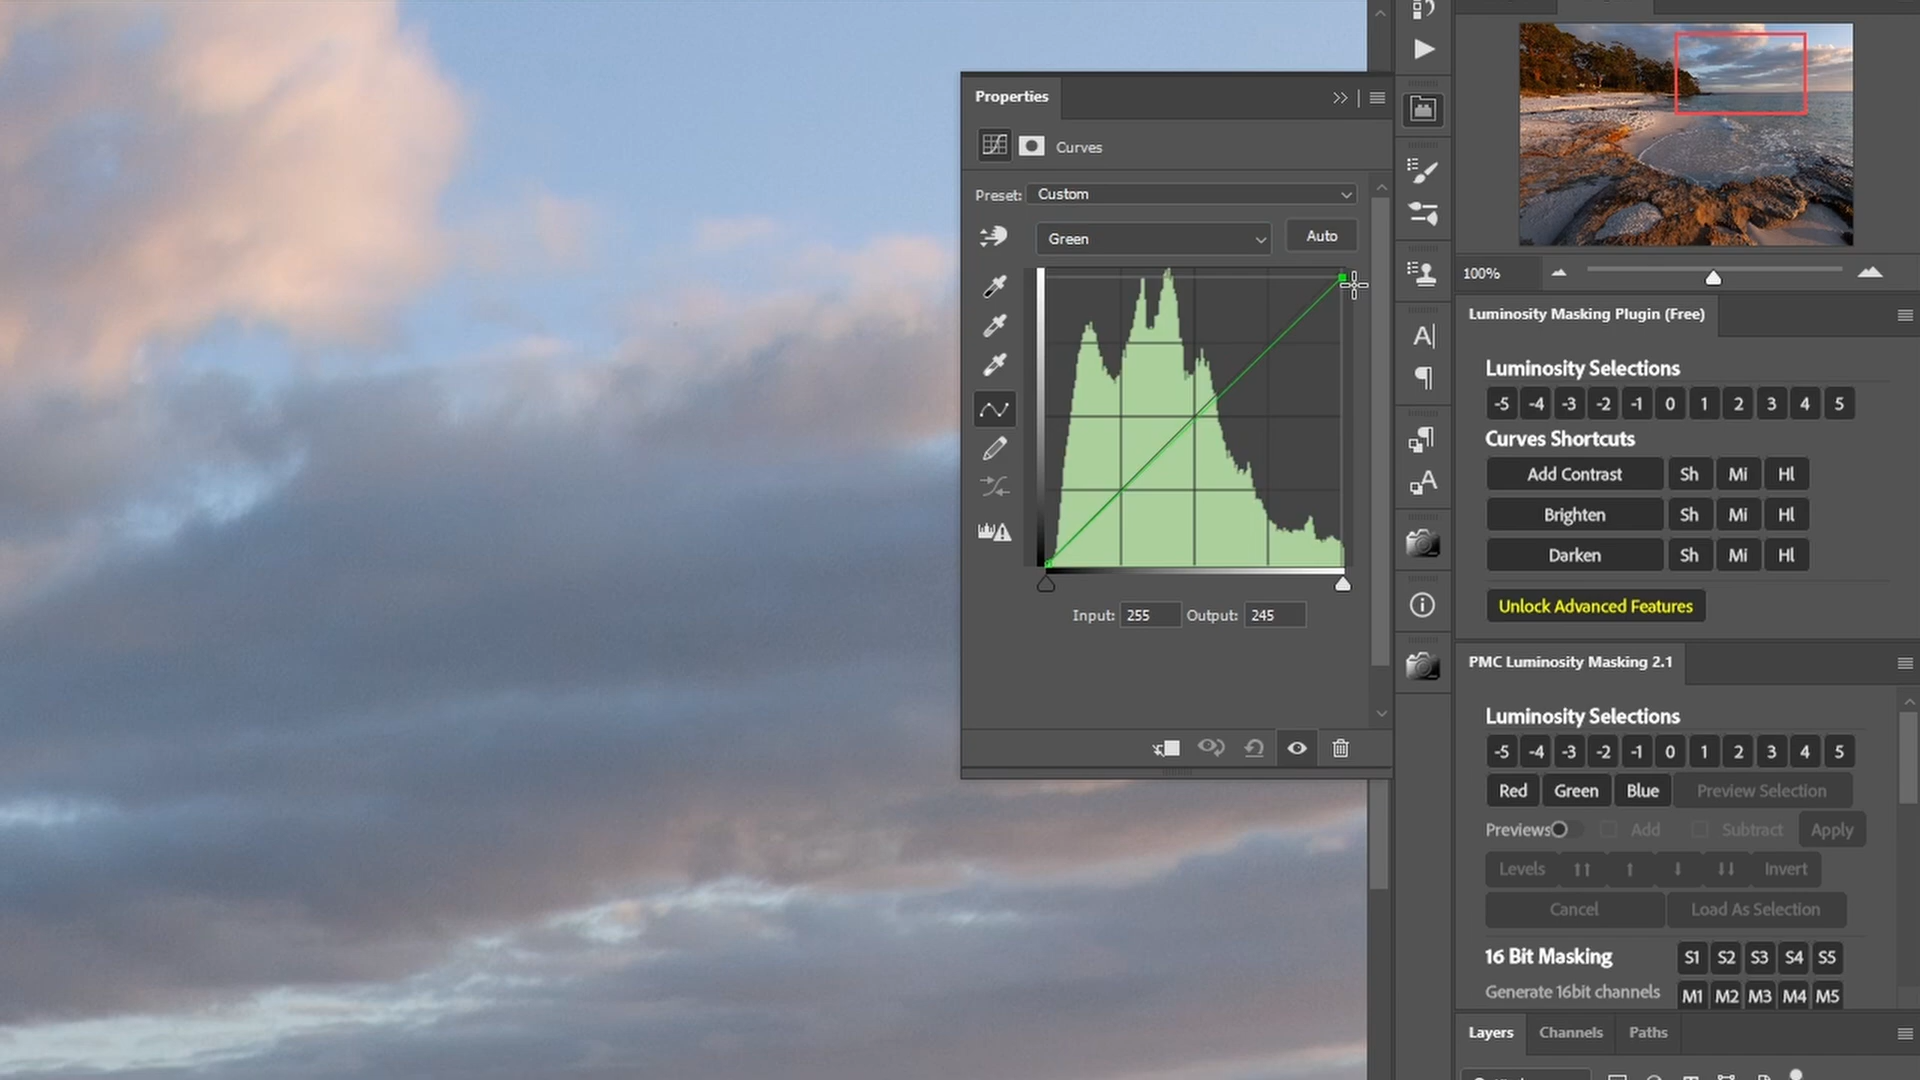 Properties
Curves
Preset: Custom
Green
Auto
Input: 255 Output: 245
100%
Luminosity Masking Plugin (Free)
Luminosity Selections
-5 -4 -3 -2 -1 0 1 2 3 4 5
Curves Shortcuts
Add Contrast Sh Mi Hl
Brighten Sh Mi Hl
Darken Sh Mi Hl
Unlock Advanced Features
PMC Luminosity Masking 2.1
Luminosity Selections
-5 -4 -3 -2 -1 0 1 2 3 4 5
Red Green Blue Preview Selection
Previews Add Subtract Apply
Levels Invert
Cancel Load As Selection
16 Bit Masking S1 S2 S3 S4 S5
Generate 16bit channels M1 M2 M3 M4 M5
Layers Channels Paths